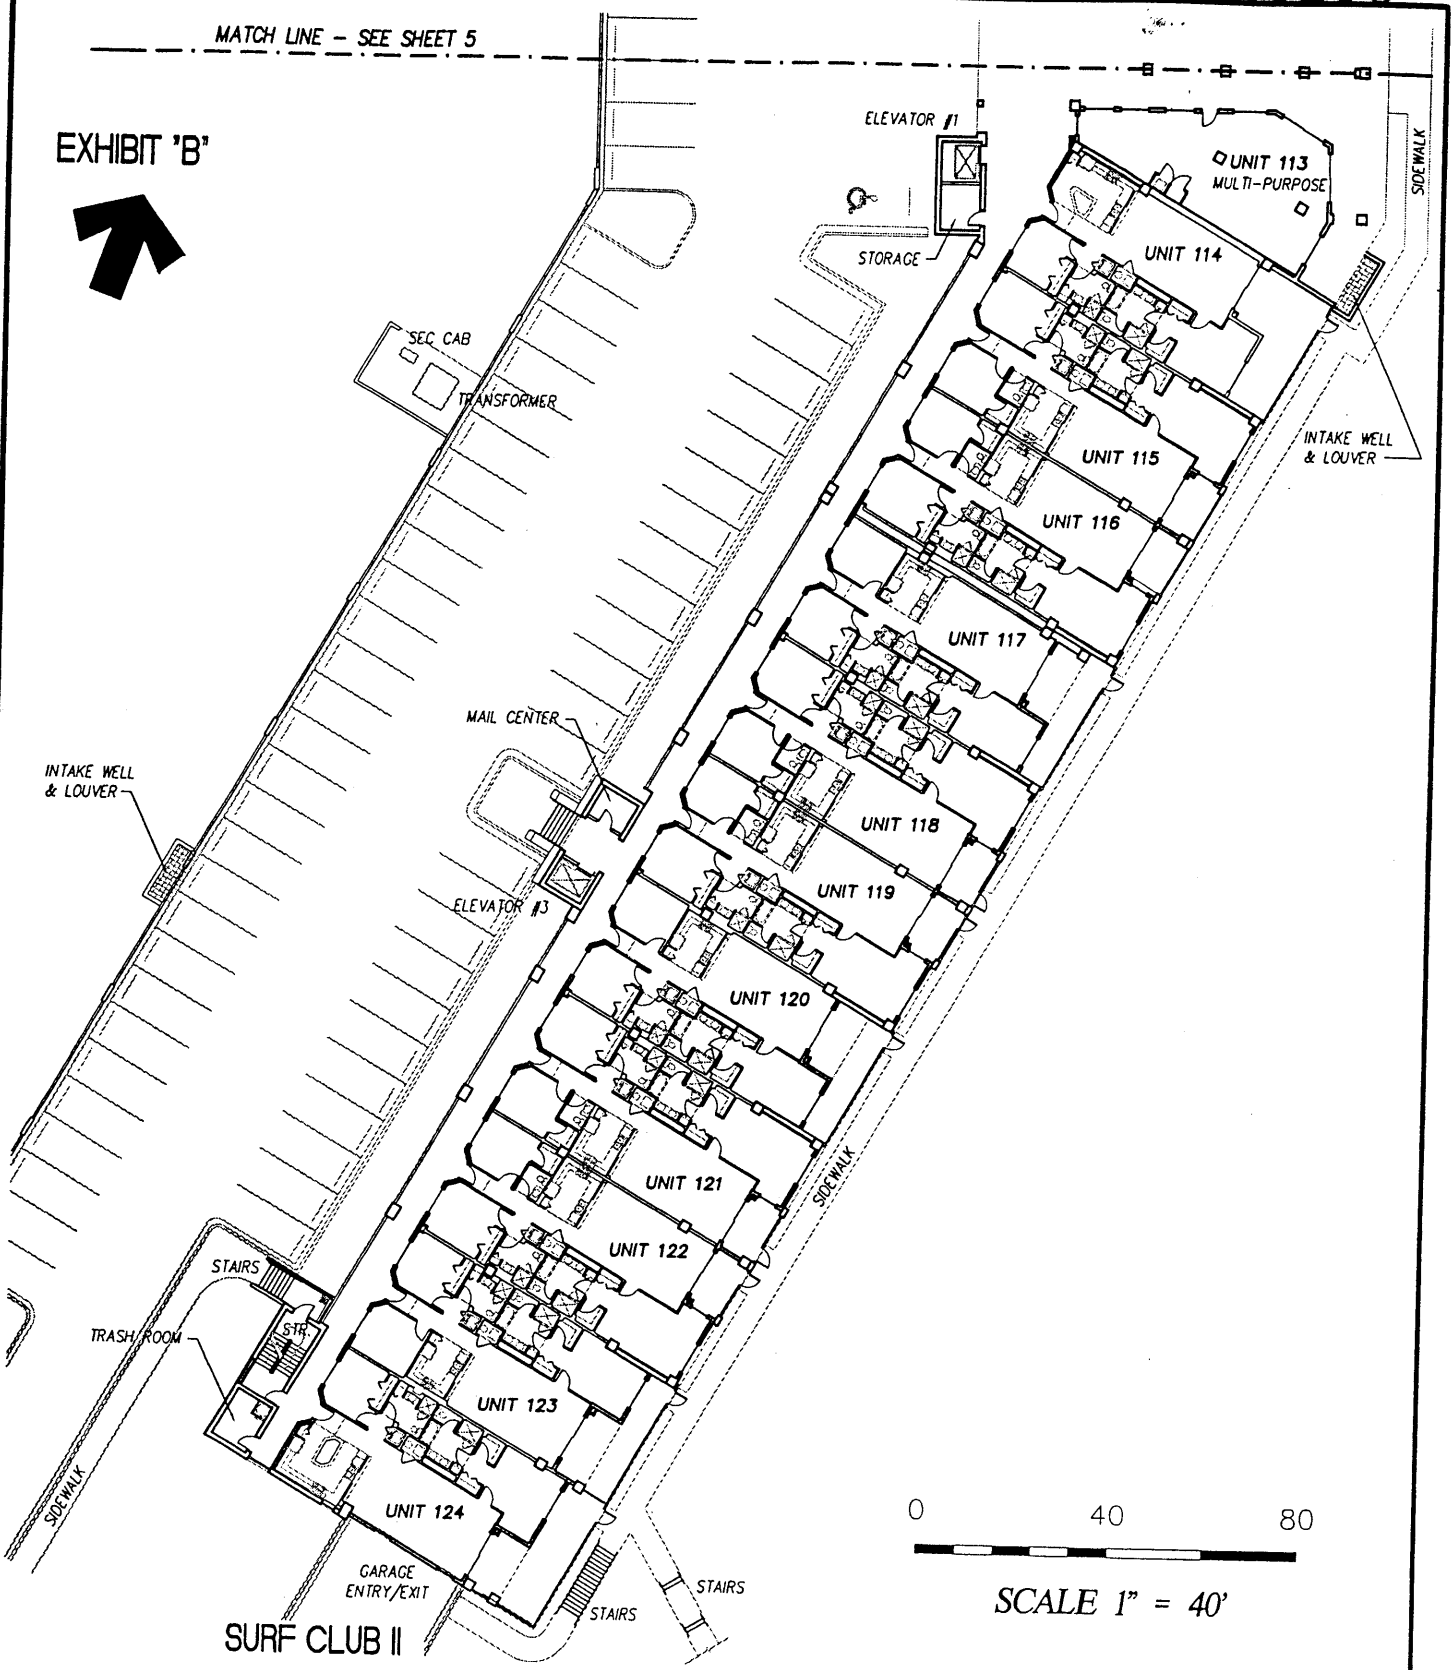 MATCH LINE - SEE SHEET 5
EXHIBIT "B"
ELEVATOR #1
UNIT 113
MULTI-PURPOSE
SIDEWALK
STORAGE
UNIT 114
SEC CAB
TRANSFORMER
INTAKE WELL
& LOUVER
UNIT 115
UNIT 116
UNIT 117
MAIL CENTER
INTAKE WELL
& LOUVER
UNIT 118
UNIT 119
ELEVATOR #3
UNIT 120
UNIT 121
SIDEWALK
UNIT 122
STAIRS
STR.
TRASH ROOM
UNIT 123
SIDEWALK
UNIT 124
0 40 80
GARAGE
ENTRY/EXIT
STAIRS
STAIRS
SCALE 1" = 40'
SURF CLUB II